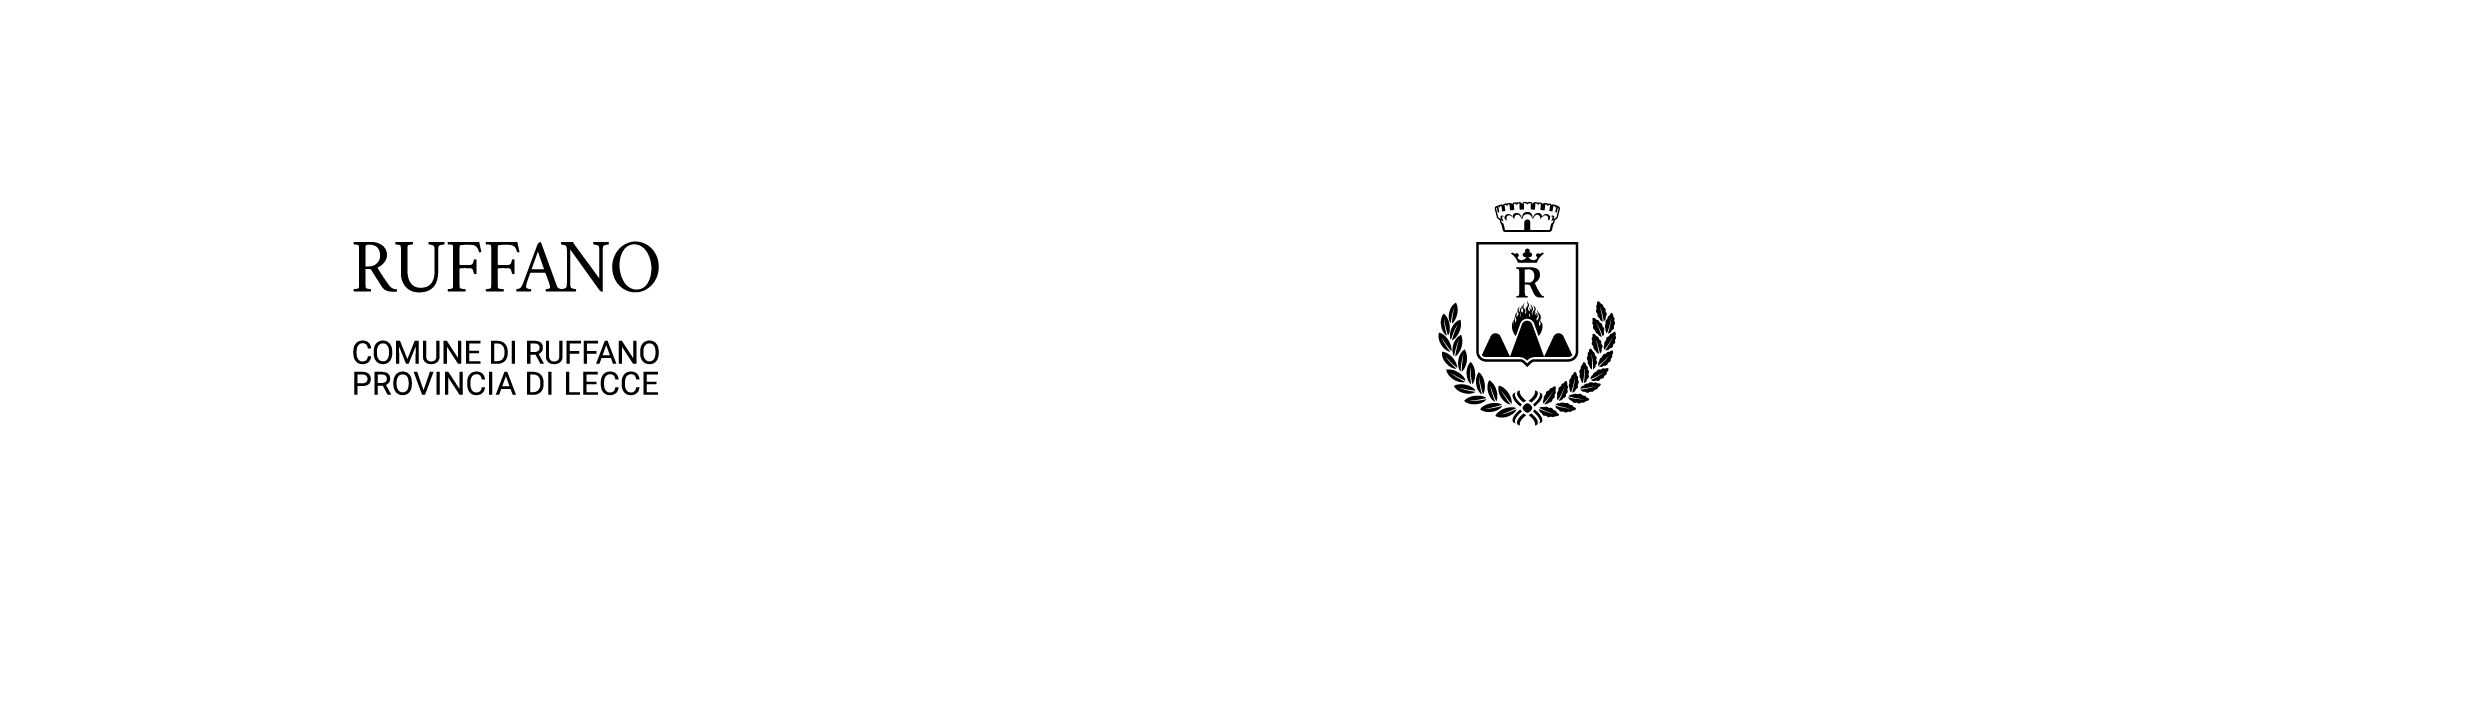 RUFFANO
COMUNE DI RUFFANO
PROVINCIA DI LECCE
R